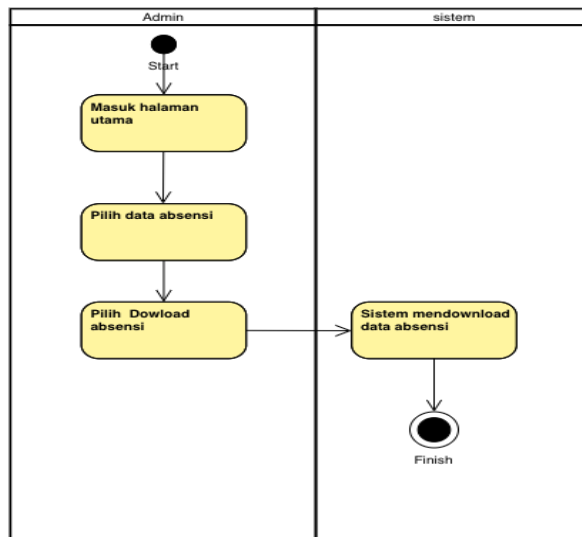 Admin
sistem
Start
Masuk halaman
utama
Pilih data absensi
Pilih  Dowload
absensi
Sistem mendownload
data absensi
Finish